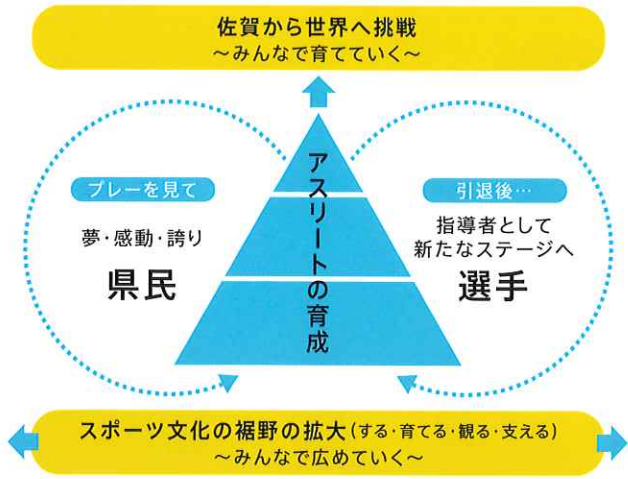 佐賀から世界へ挑戦
～みんなで育てていく～
アスリートの育成
プレーを見て
夢・感動・誇り
県民
引退後…
指導者として
新たなステージへ
選手
スポーツ文化の裾野の拡大(する・育てる・観る・支える)
～みんなで広めていく～